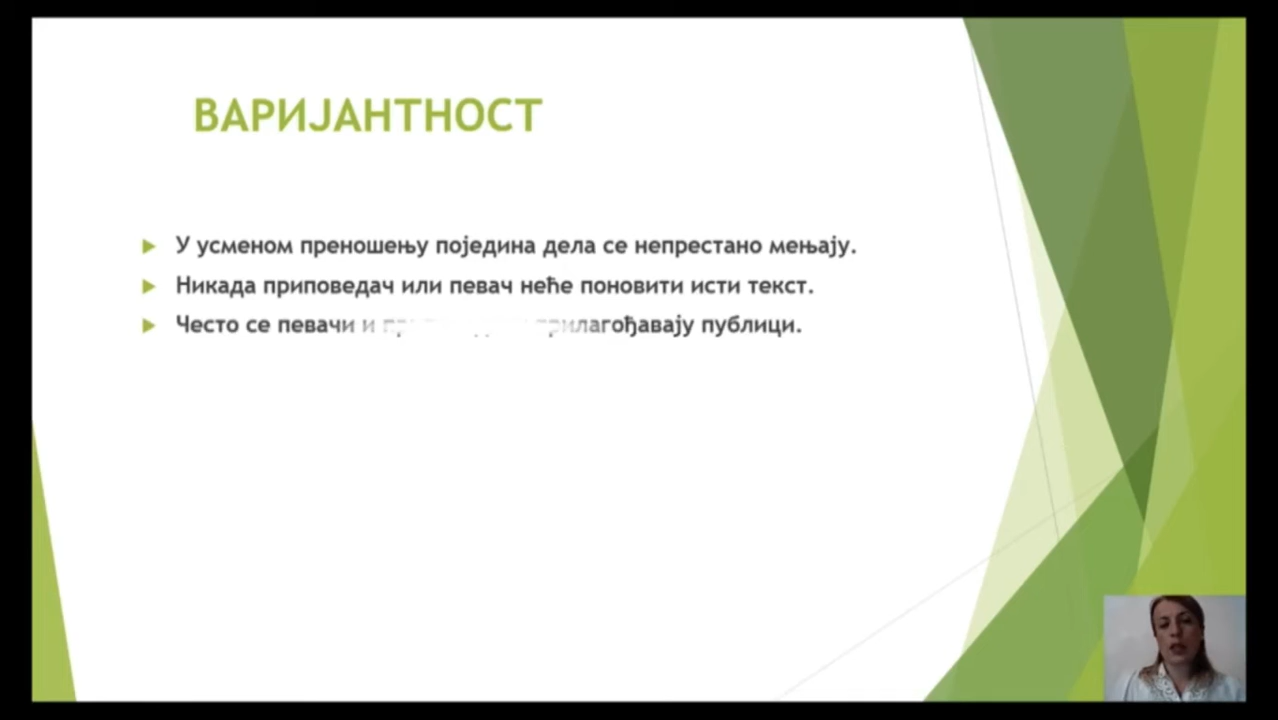 ВАРИЈАНТНОСТ
У усменом преношењу поједина дела се непрестано мењају.
Никада приповедач или певач неће поновити исти текст.
Често се певачи и прилагођавају публици.